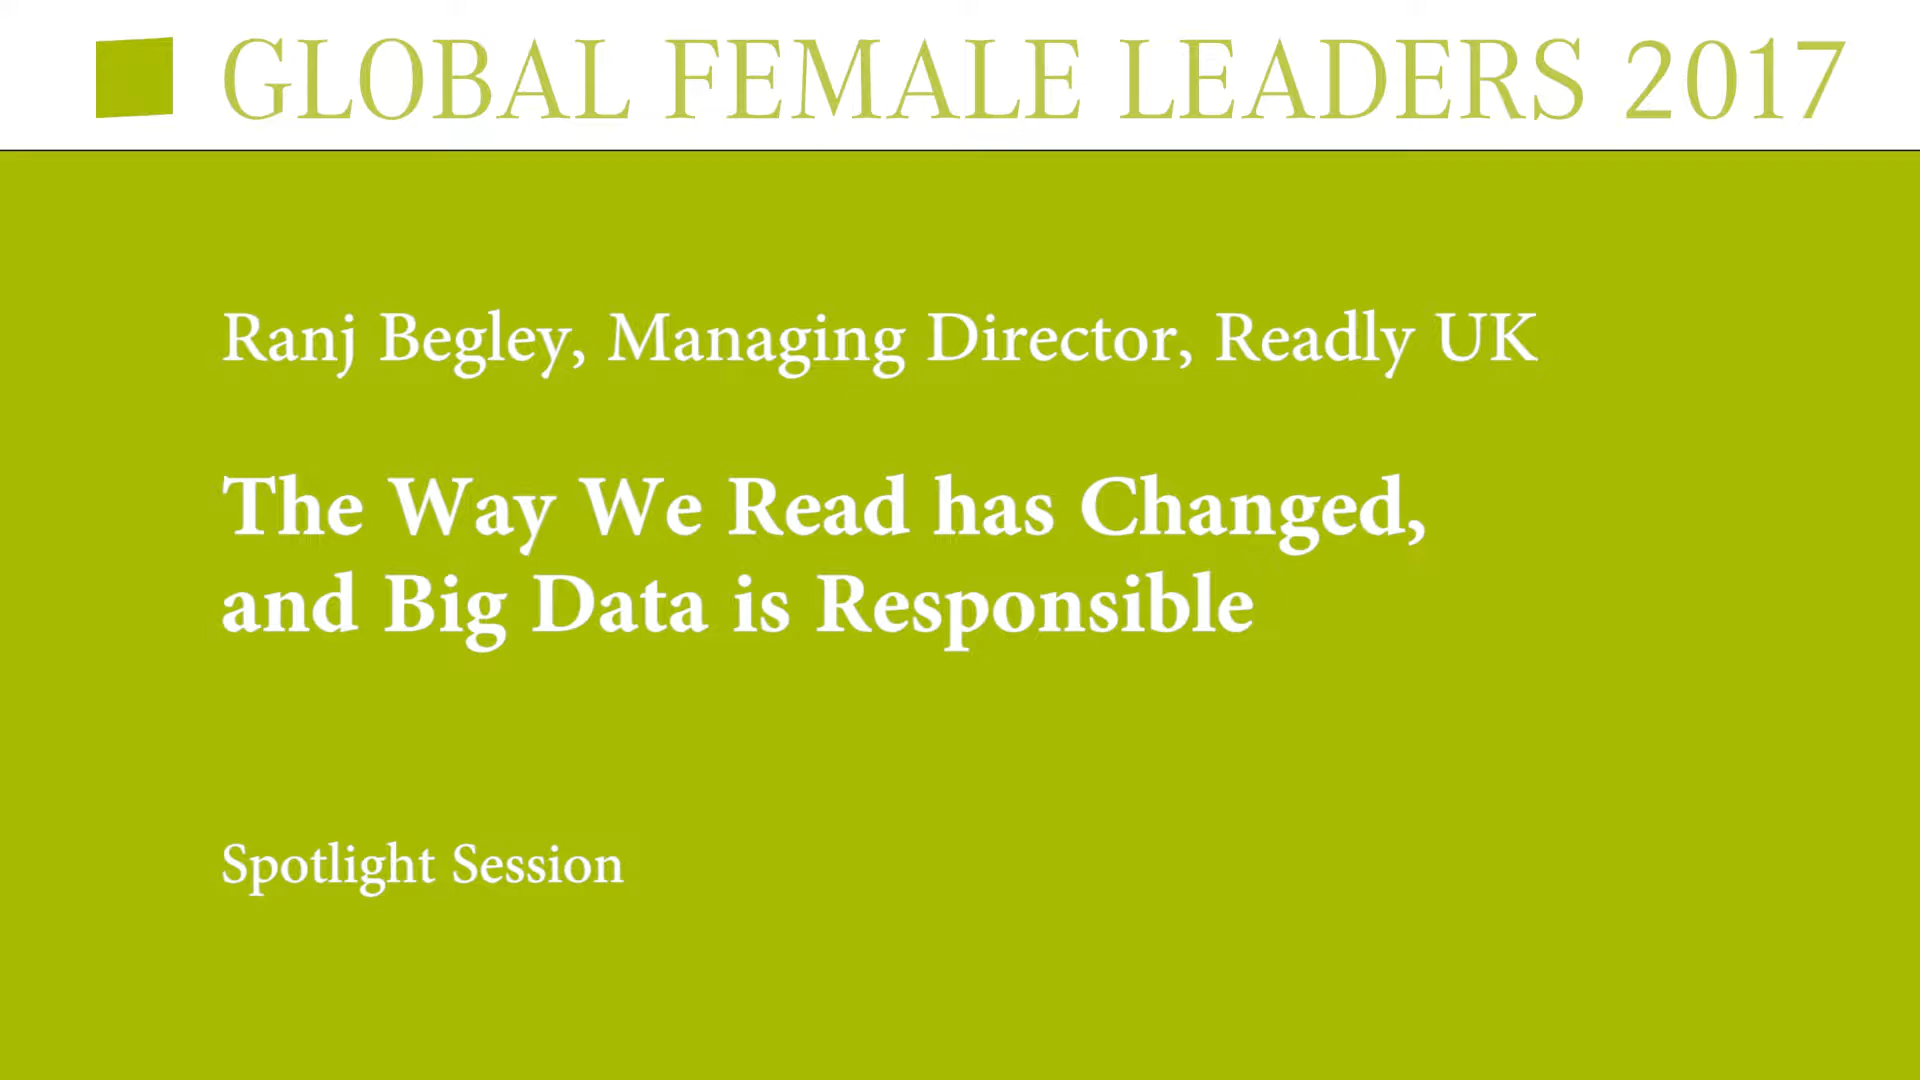 GLOBAL FEMALE LEADERS 2017
Ranj Begley, Managing Director, Readly UK
The Way We Read has Changed,
and Big Data is Responsible
Spotlight Session